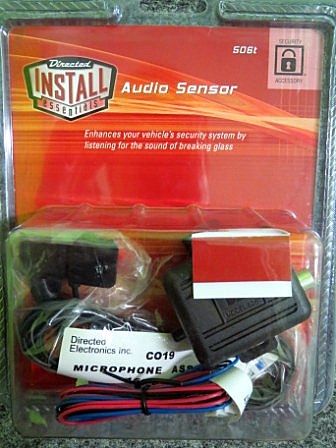 506t
SECURITY
ACCESSORY
Directed
INSTALL
essentials
Audio Sensor
Enhances your vehicle's security system by
listening for the sound of breaking glass
Directed
Electronics Inc. CO19
MICROPHONE